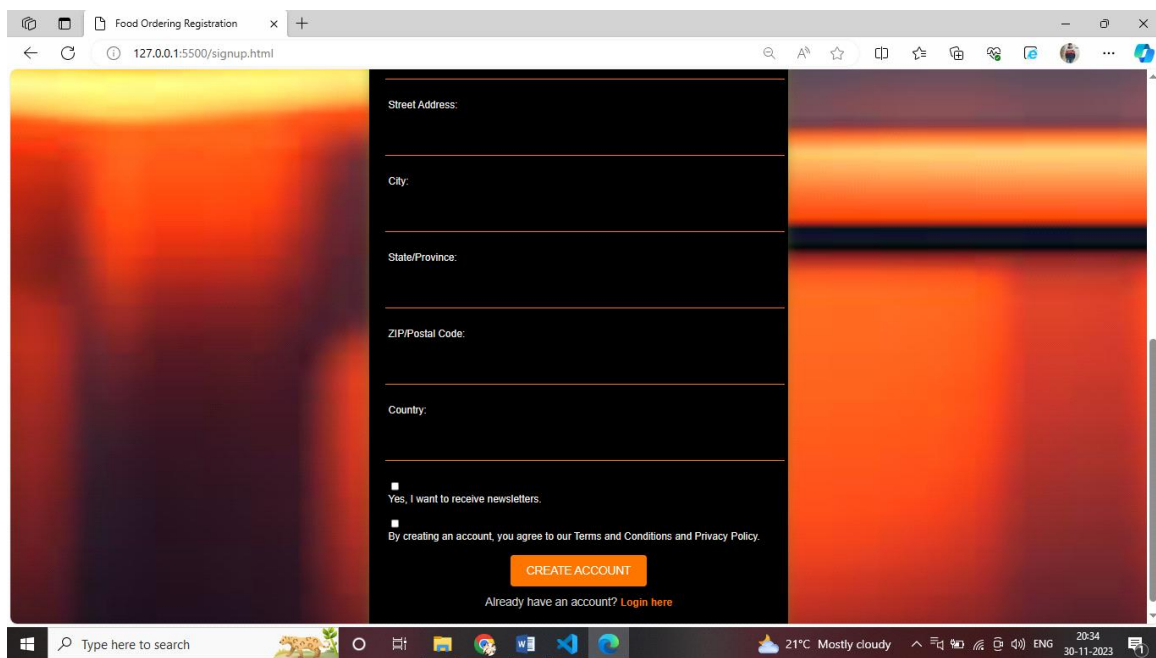 Food Ordering Registration
127.0.0.1:5500/signup.html
Street Address:
City:
State/Province:
ZIP/Postal Code:
Country:
Yes, I want to receive newsletters.
By creating an account, you agree to our Terms and Conditions and Privacy Policy.
CREATE ACCOUNT
Already have an account? Login here
Type here to search
21°C Mostly cloudy
ENG
20:34
30-11-2023